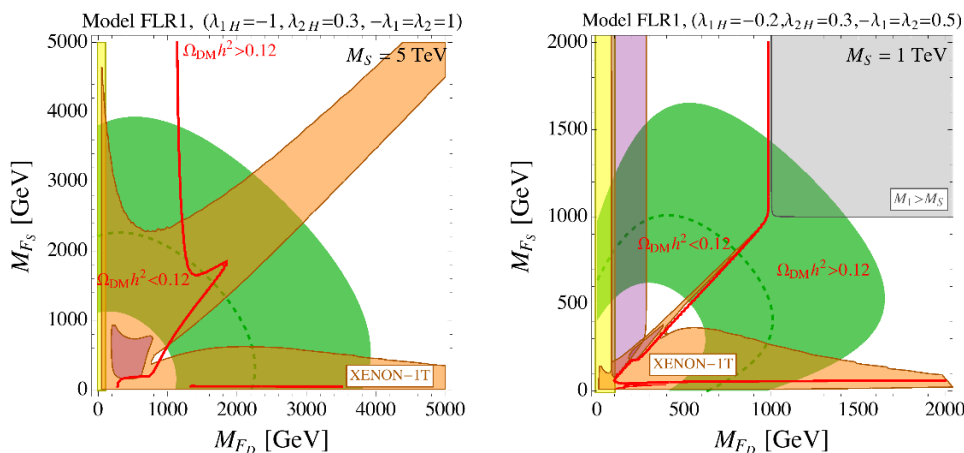 Model FLR1, (λ1H=−1, λ2H=0.3, −λ1=λ2=1)
5000
4000
3000
2000
1000
0
MFS [GeV]
ΩDMh²>0.12
MS = 5 TeV
ΩDMh²<0.12
XENON−1T
0
1000
2000
3000
4000
5000
MFD [GeV]
Model FLR1, (λ1H=−0.2,λ2H=0.3,−λ1=λ2=0.5)
2000
1500
1000
500
0
MFS [GeV]
MS = 1 TeV
M1>MS
ΩDMh²<0.12
ΩDMh²>0.12
XENON−1T
0
500
1000
1500
2000
MFD [GeV]